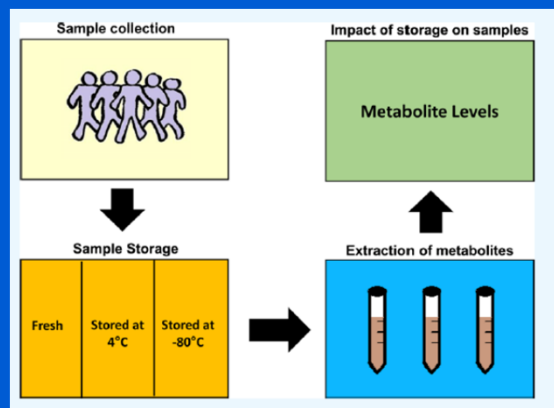 Sample collection
Impact of storage on samples
Metabolite Levels
Sample Storage
Extraction of metabolites
Fresh
Stored at
4°C
Stored at
-80°C